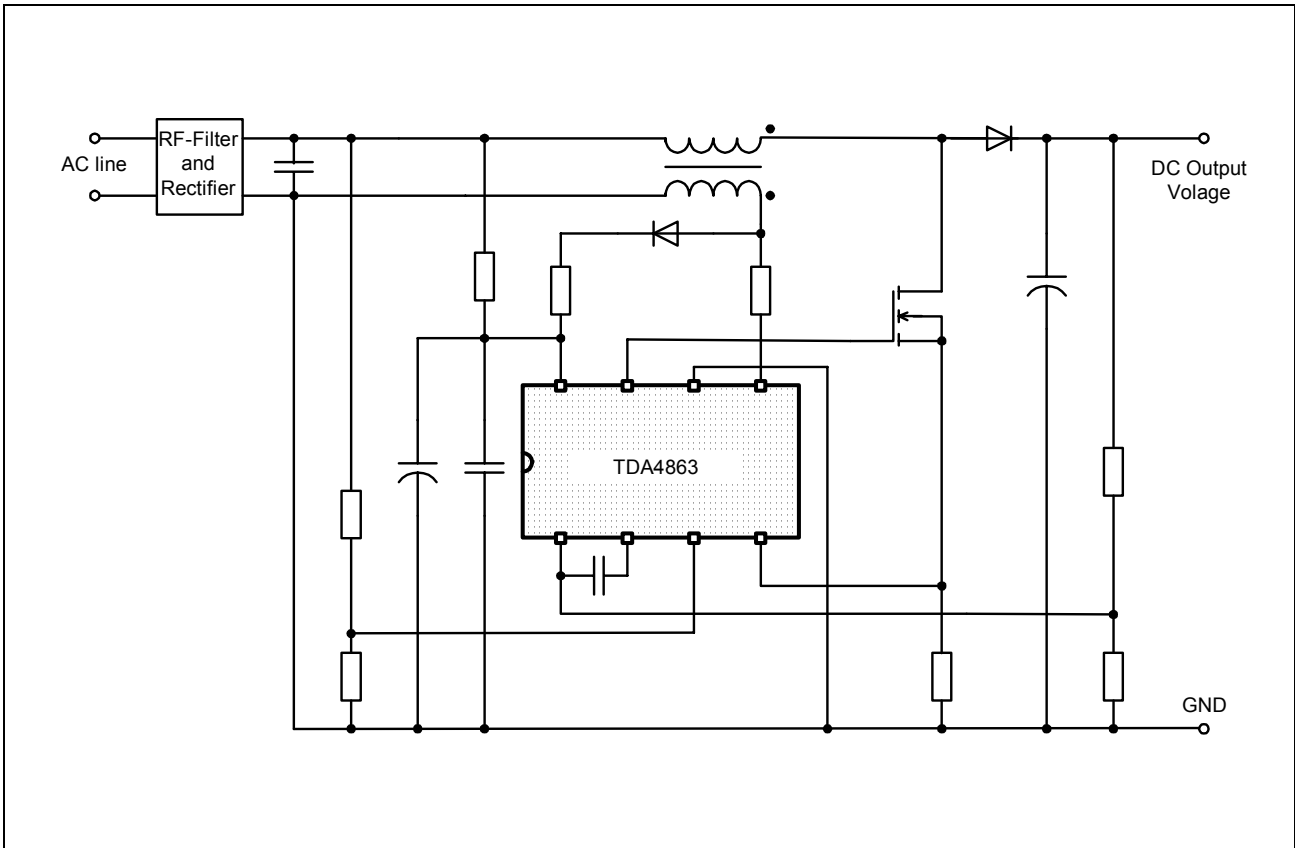 RF-Filter
and
Rectifier
AC line
DC Output
Volage
TDA4863
GND